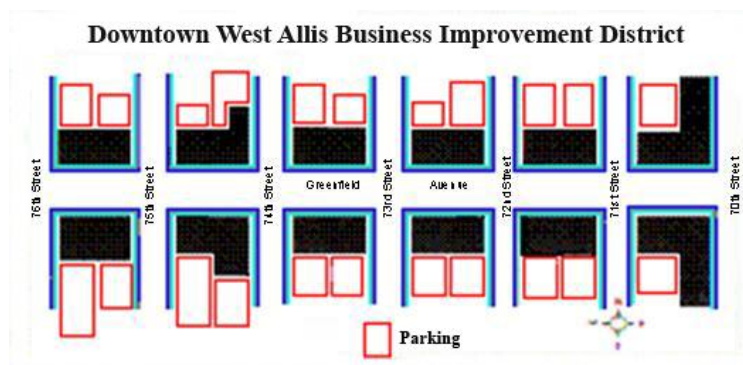 Downtown West Allis Business Improvement District
76th Street
75th Street
74th Street
Greenfield
73rd Street
Avenue
72nd Street
71st Street
70th Street
Parking